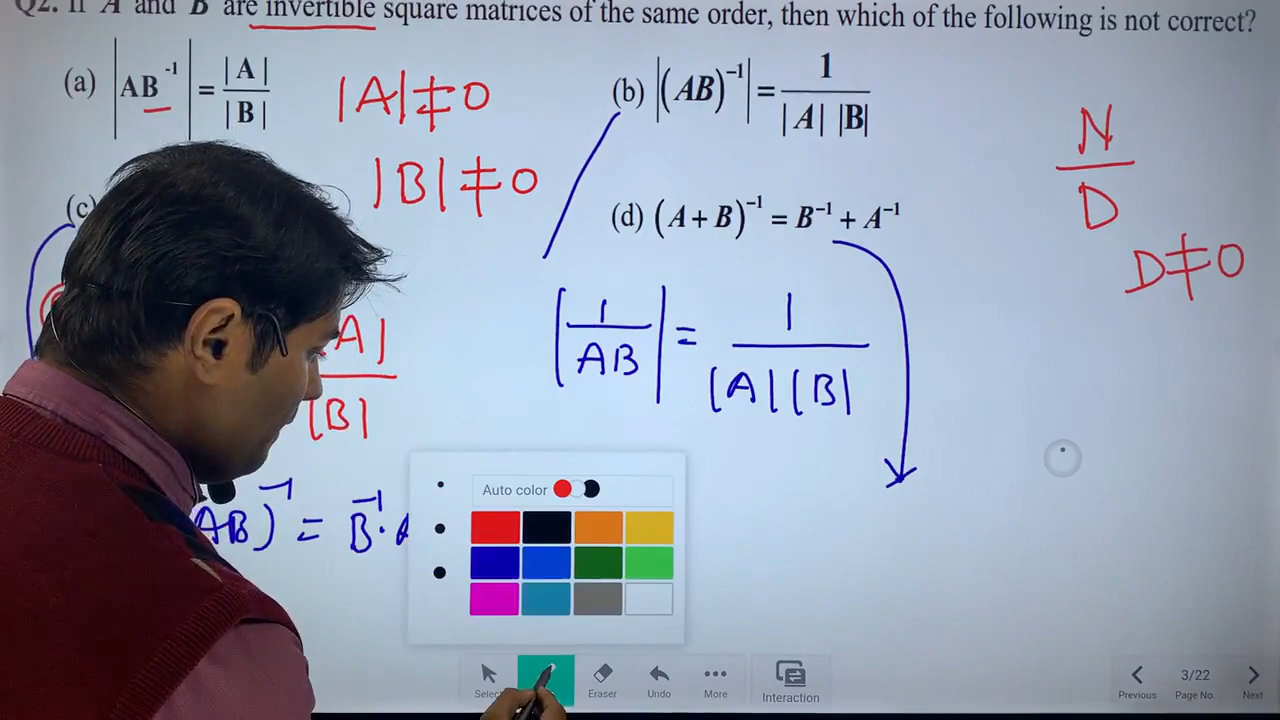 Q2. If A and B are invertible square matrices of the same order, then which of the following is not correct?
(a) |AB⁻¹| = |A| / |B|
|A| ≠ 0
|B| ≠ 0
(b) |(AB)⁻¹| = 1 / |A| |B|
N / D
D ≠ 0
(c)
(d) (A + B)⁻¹ = B⁻¹ + A⁻¹
A| / |B|
|1 / AB| = 1 / |A| |B|
AB)⁻¹ = B⁻¹ ·
Auto color
Eraser
Undo
More
Interaction
Previous
3/22
Page No.
Next